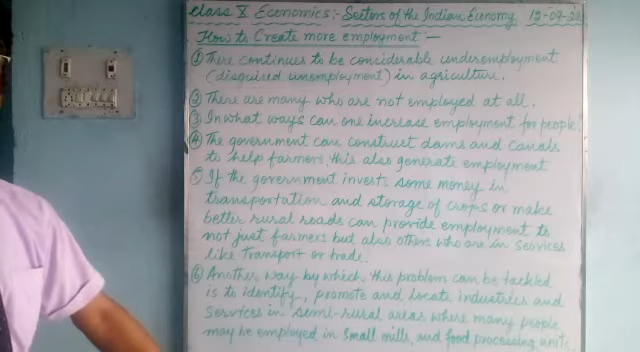 Class X Economics:- Sectors of the Indian Economy 12-07-22
How to Create more employment:-
① There continues to be considerable underemployment
(disguised unemployment) in agriculture.
② There are many who are not employed at all.
③ In what ways can one increase employment for people?
④ The government can construct dams and canals
to help farmers, this also generate employment
⑤ If the government invests some money in
transportation and storage of crops or make
better rural roads can provide employment to
not just farmers but also others who are in services
like transport or trade.
⑥ Another way by which this problem can be tackled
is to identify, promote and locate industries and
services in semi-rural areas where many people
may be employed in small mills, and food processing units